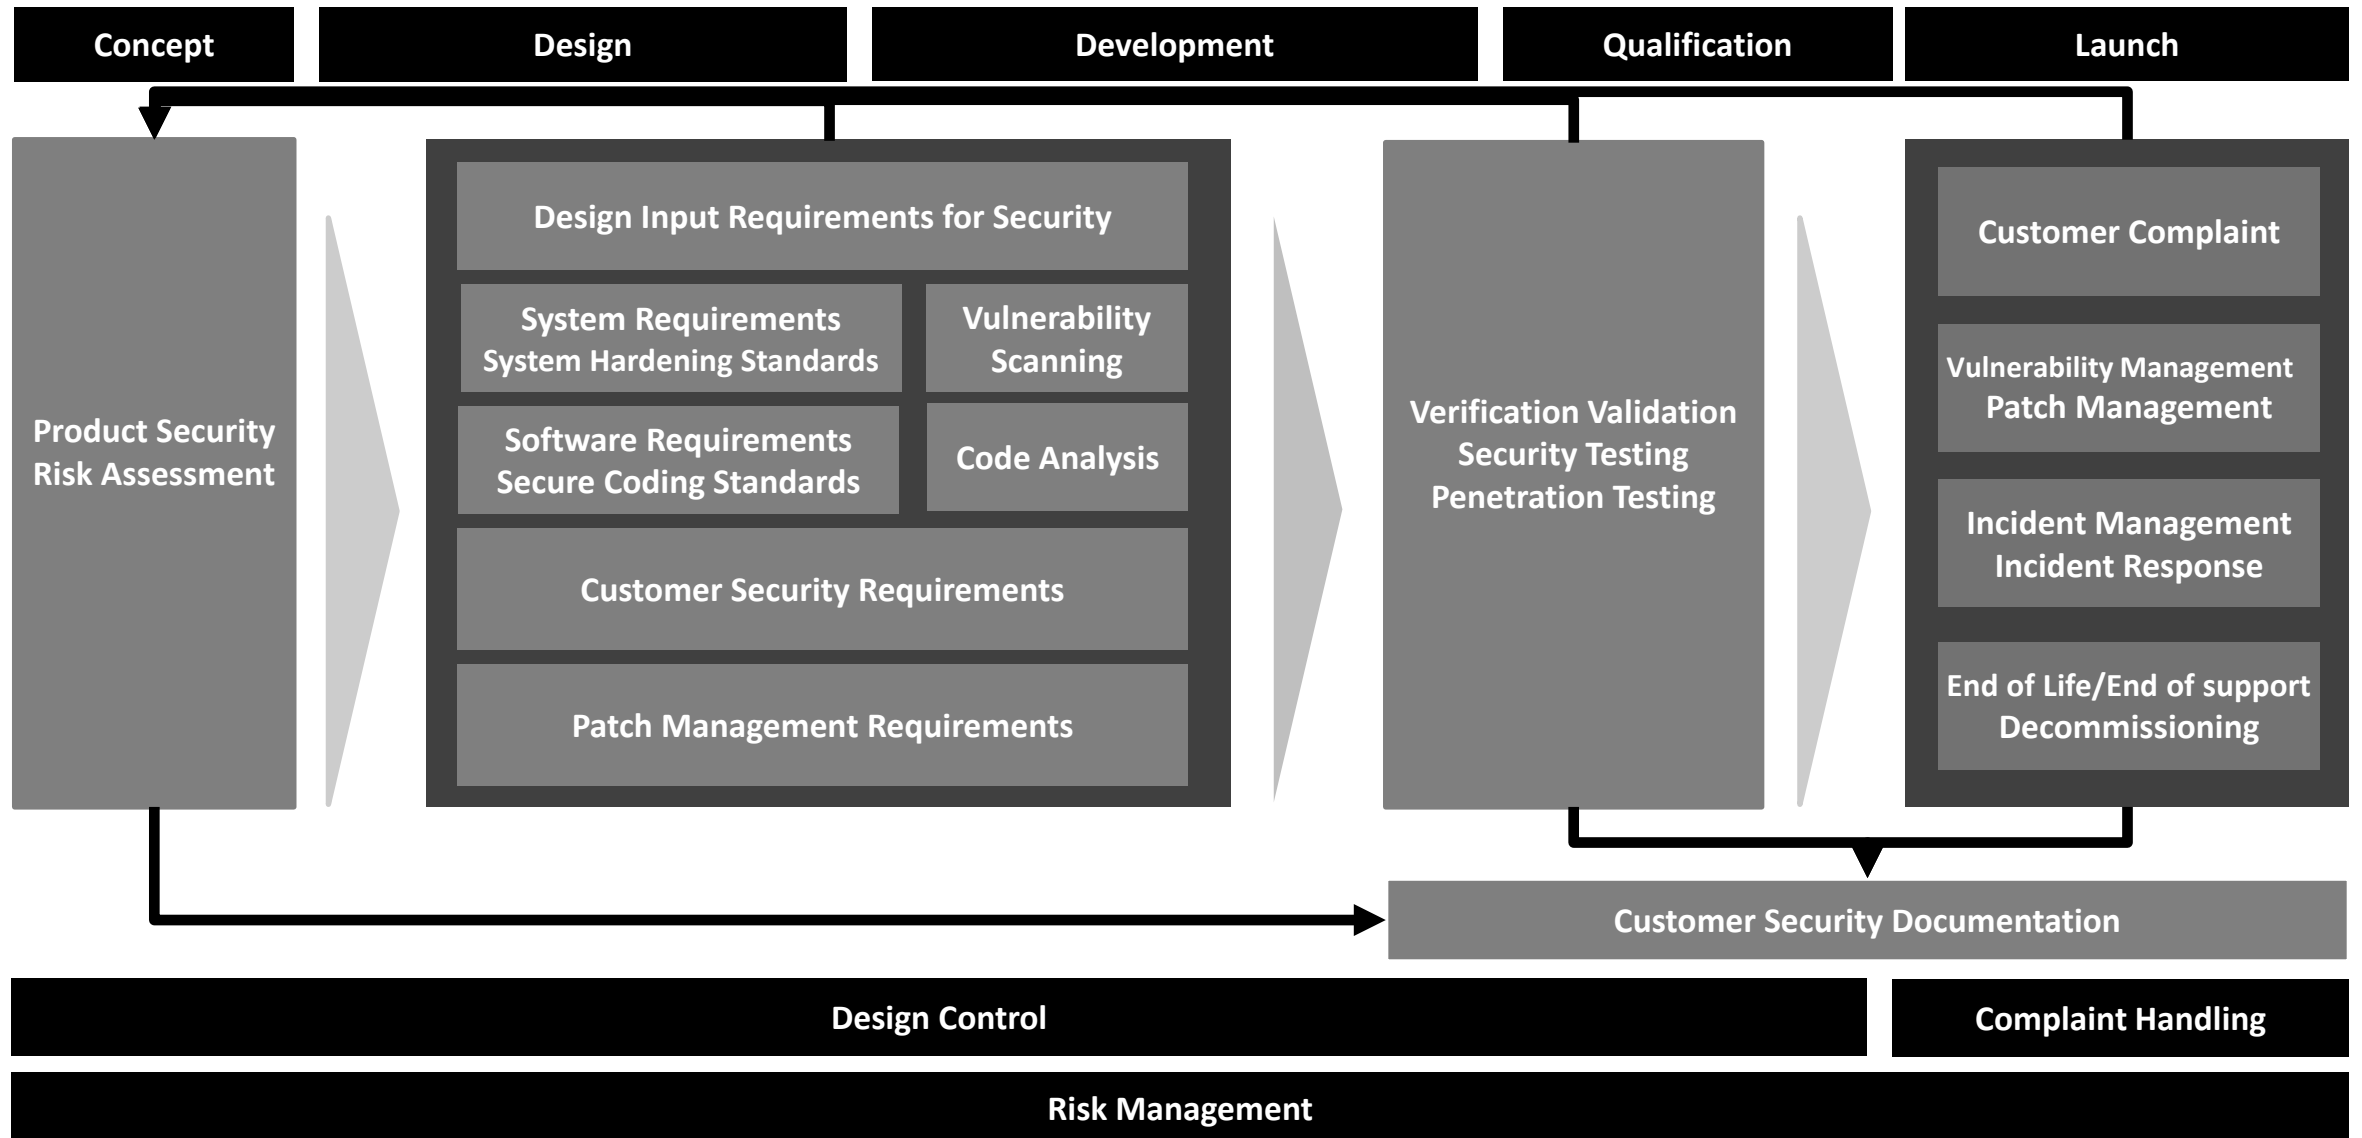 Concept
Design
Development
Qualification
Launch
Product Security
Risk Assessment
Design Input Requirements for Security
System Requirements
System Hardening Standards
Vulnerability
Scanning
Software Requirements
Secure Coding Standards
Code Analysis
Customer Security Requirements
Patch Management Requirements
Verification Validation
Security Testing
Penetration Testing
Customer Complaint
Vulnerability Management
Patch Management
Incident Management
Incident Response
End of Life/End of support
Decommissioning
Customer Security Documentation
Design Control
Complaint Handling
Risk Management